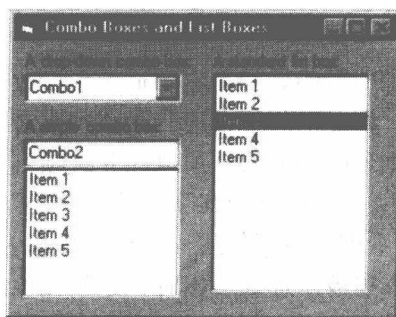 Combo Boxes and List Boxes
Combo1
Combo2
Item 1
Item 2
Item 3
Item 4
Item 5
Item 1
Item 2
Item 4
Item 5